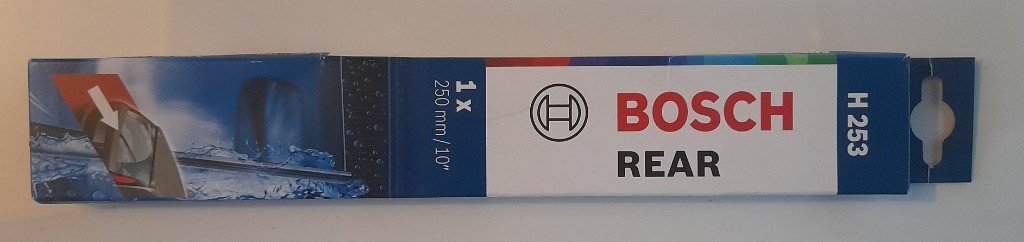 1 x
250 mm / 10"
BOSCH
REAR
H 253